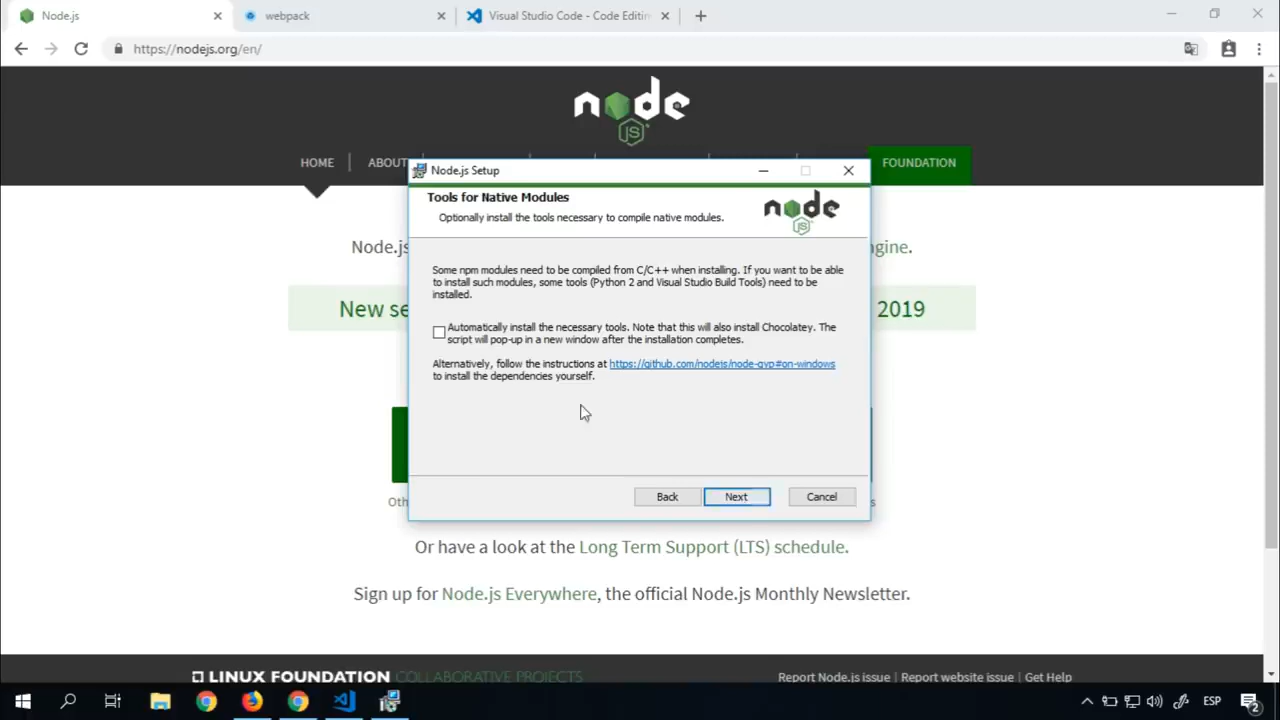 Node.js
webpack
Visual Studio Code - Code Editin
https://nodejs.org/en/
node
JS
HOME
ABOUT
FOUNDATION
Node.js Setup
Tools for Native Modules
Optionally install the tools necessary to compile native modules.
node
JS
Node.js
ngine.
Some npm modules need to be compiled from C/C++ when installing. If you want to be able
to install such modules, some tools (Python 2 and Visual Studio Build Tools) need to be
installed.
New se
2019
Automatically install the necessary tools. Note that this will also install Chocolatey. The
script will pop-up in a new window after the installation completes.
Alternatively, follow the instructions at https://github.com/nodejs/node-gyp#on-windows
to install the dependencies yourself.
Back
Next
Cancel
Oth
s
Or have a look at the Long Term Support (LTS) schedule.
Sign up for Node.js Everywhere, the official Node.js Monthly Newsletter.
LINUX FOUNDATION COLLABORATIVE PROJECTS
Report Node.js issue | Report website issue | Get Help
ESP
2